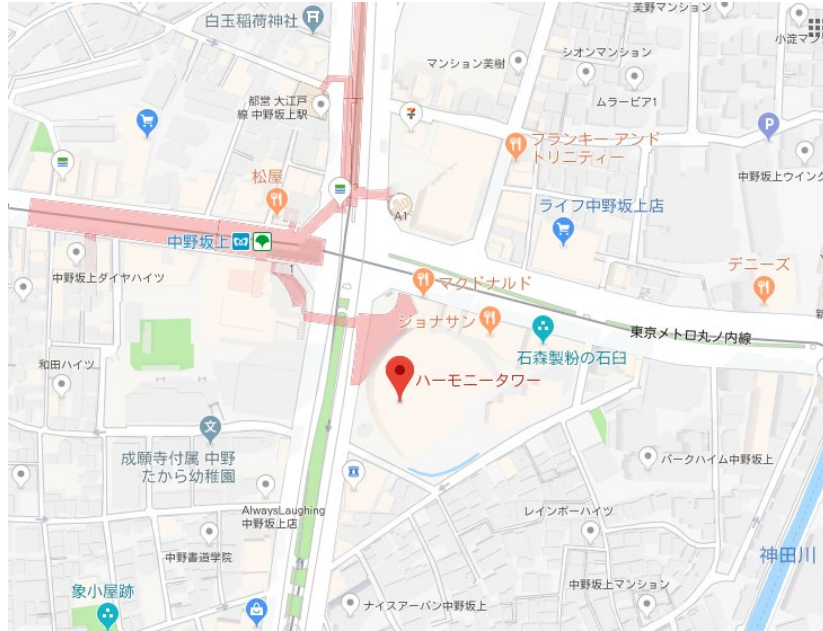 美野マンション
白玉稲荷神社
小淀マン
シオンマンション
マンション美樹
都営 大江戸
線 中野坂上駅
ムラービア1
フランキー アンド
トリニティー
P
松屋
中野坂上ウイング
A1
ライフ中野坂上店
中野坂上
デニーズ
1
中野坂上ダイヤハイツ
マクドナルド
ジョナサン
東京メトロ丸ノ内線
石森製粉の石臼
和田ハイツ
ハーモニータワー
文
成願寺付属 中野
たから幼稚園
パークハイム中野坂上
AlwaysLaughing
中野坂上店
レインボーハイツ
中野書道学院
神田川
象小屋跡
中野坂上マンション
ナイスアーバン中野坂上